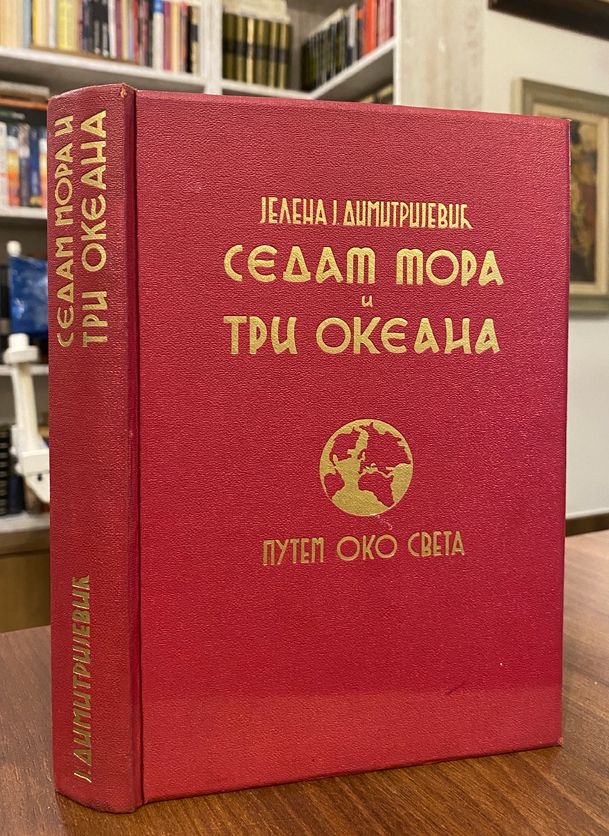 ЈЕЛЕНА Ј. ДИМИТРИЈЕВИЋ
СЕДАМ МОРА
И
ТРИ ОКЕАНА
ПУТЕМ ОКО СВЕТА
СЕДАМ МОРА И
ТРИ ОКЕАНА
Ј. ДИМИТРИЈЕВИЋ